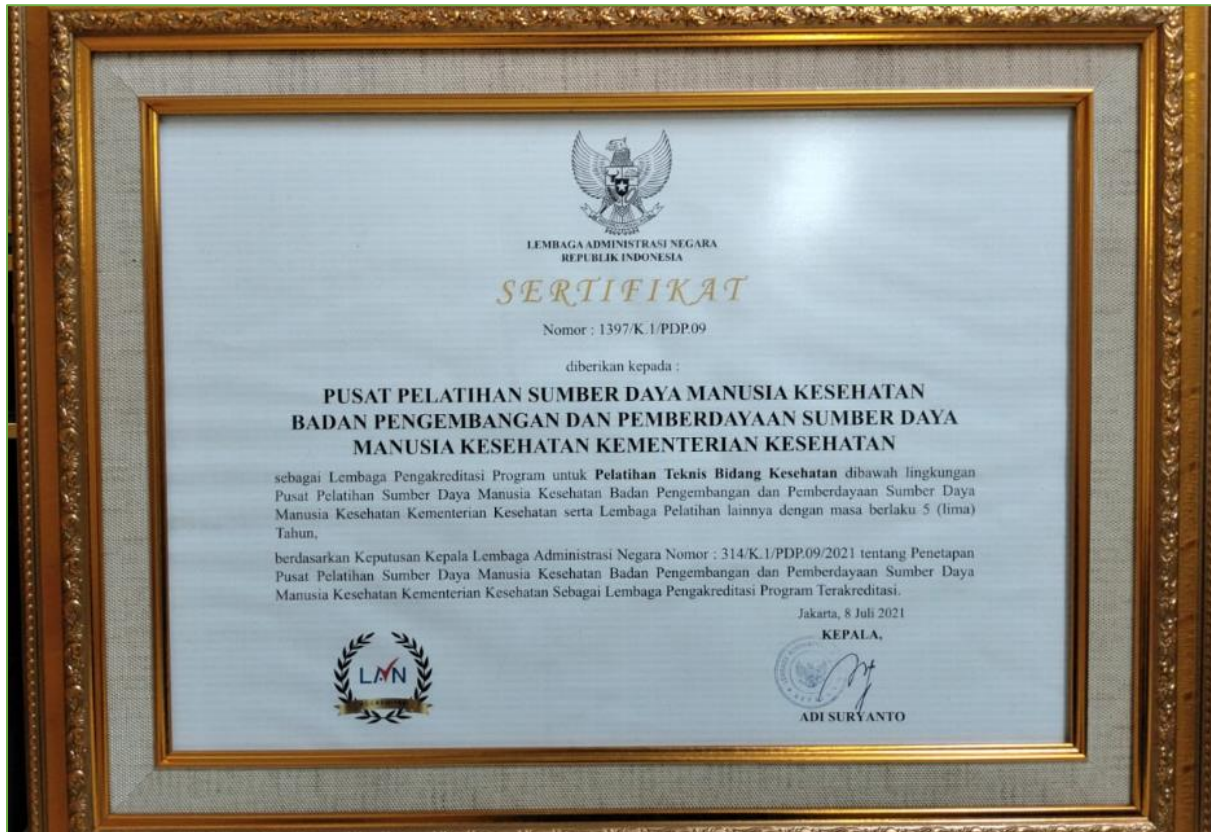 LEMBAGA ADMINISTRASI NEGARA
REPUBLIK INDONESIA
SERTIFIKAT
Nomor : 1397/K.1/PDP.09
diberikan kepada :
PUSAT PELATIHAN SUMBER DAYA MANUSIA KESEHATAN
BADAN PENGEMBANGAN DAN PEMBERDAYAAN SUMBER DAYA
MANUSIA KESEHATAN KEMENTERIAN KESEHATAN
sebagai Lembaga Pengakreditasi Program untuk Pelatihan Teknis Bidang Kesehatan dibawah lingkungan
Pusat Pelatihan Sumber Daya Manusia Kesehatan Badan Pengembangan dan Pemberdayaan Sumber Daya
Manusia Kesehatan Kementerian Kesehatan serta Lembaga Pelatihan lainnya dengan masa berlaku 5 (lima)
Tahun,
berdasarkan Keputusan Kepala Lembaga Administrasi Negara Nomor : 314/K.1/PDP.09/2021 tentang Penetapan
Pusat Pelatihan Sumber Daya Manusia Kesehatan Badan Pengembangan dan Pemberdayaan Sumber Daya
Manusia Kesehatan Kementerian Kesehatan Sebagai Lembaga Pengakreditasi Program Terakreditasi.
Jakarta, 8 Juli 2021
KEPALA,
LAN
ADI SURYANTO